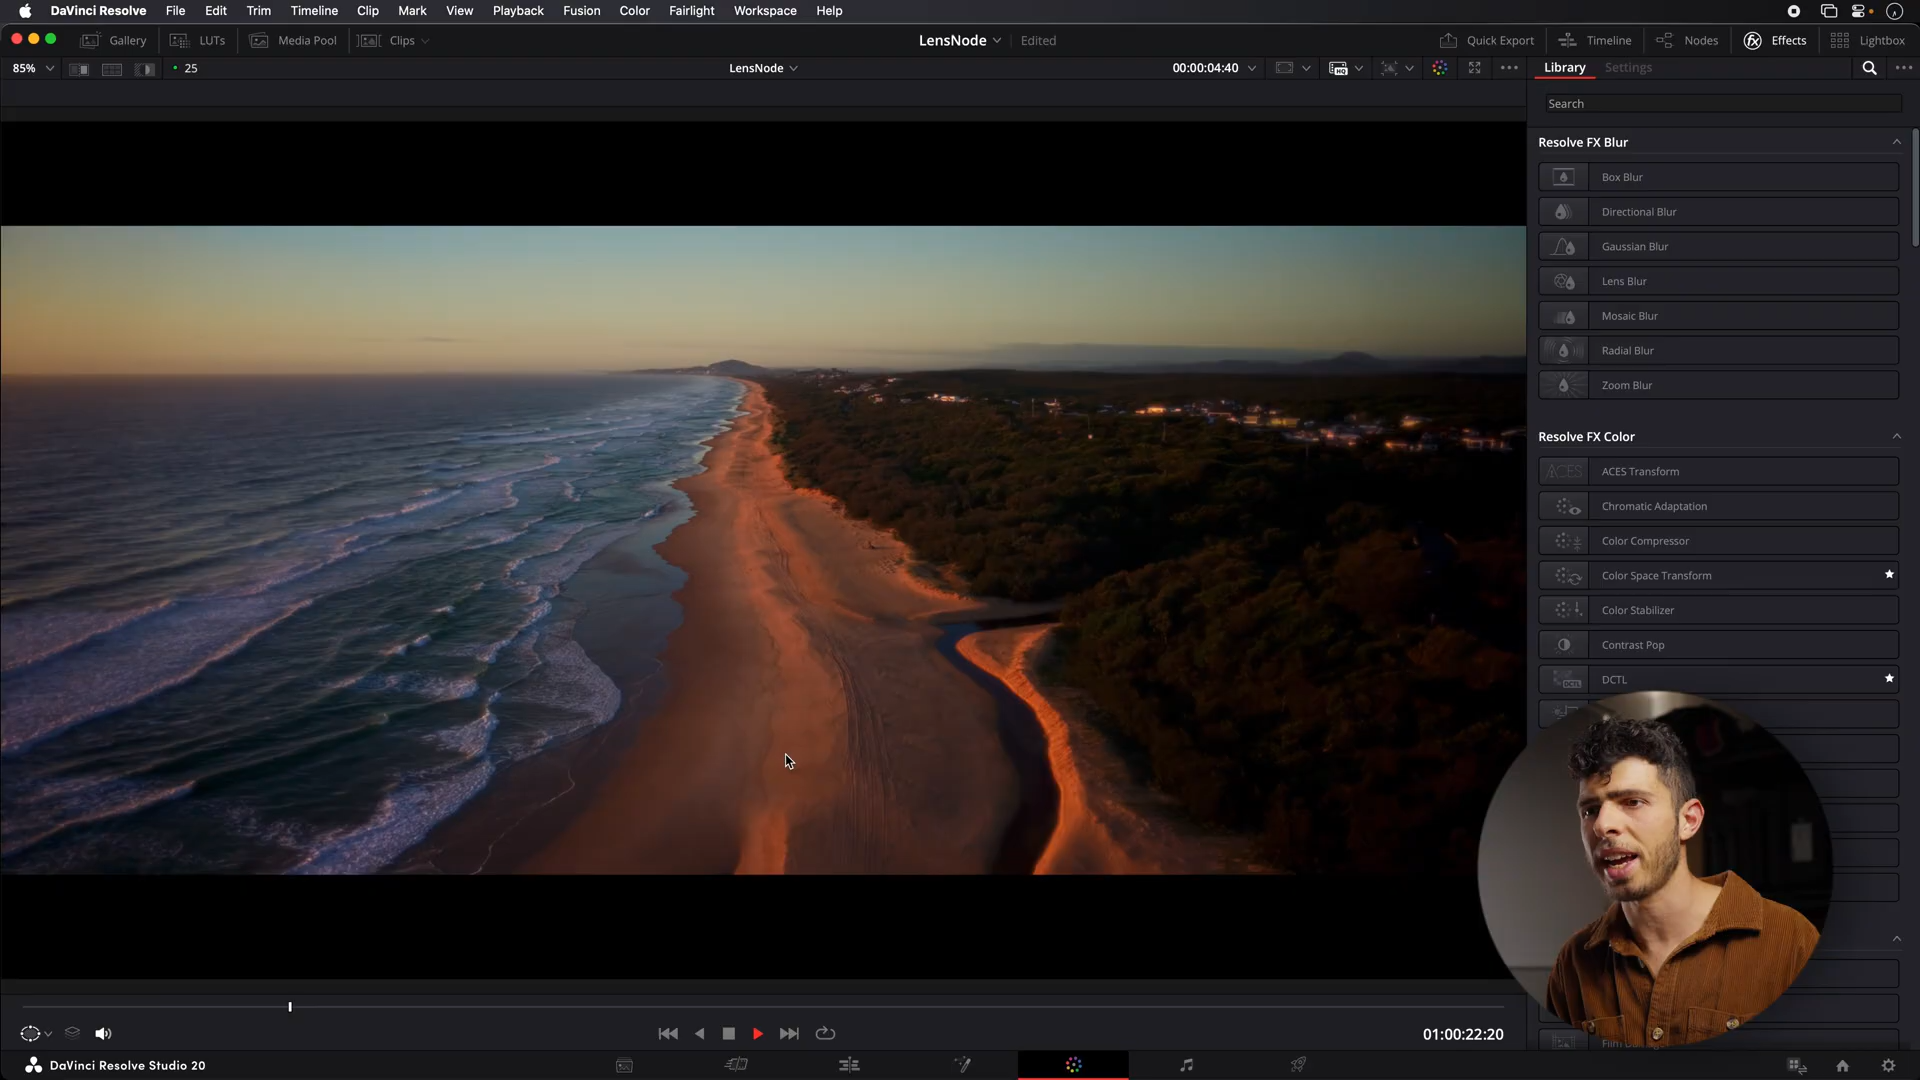 DaVinci Resolve File Edit Trim Timeline Clip Mark View Playback Fusion Color Fairlight Workspace Help
Gallery LUTs Media Pool Clips LensNode Edited Quick Export Timeline Nodes Effects Lightbox
85% 25 LensNode 00:00:04:40 HQ Library Settings
Search
Resolve FX Blur
Box Blur
Directional Blur
Gaussian Blur
Lens Blur
Mosaic Blur
Radial Blur
Zoom Blur
Resolve FX Color
ACES ACES Transform
Chromatic Adaptation
Color Compressor
Color Space Transform
Color Stabilizer
Contrast Pop
DCTL DCTL
01:00:22:20
DaVinci Resolve Studio 20